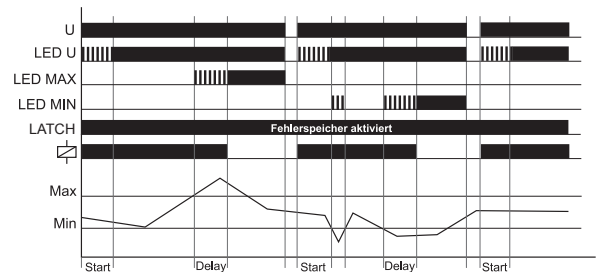 U
LED U
LED MAX
LED MIN
LATCH
Fehlerspeicher aktiviert
Max
Min
Start
Delay
Start
Delay
Start